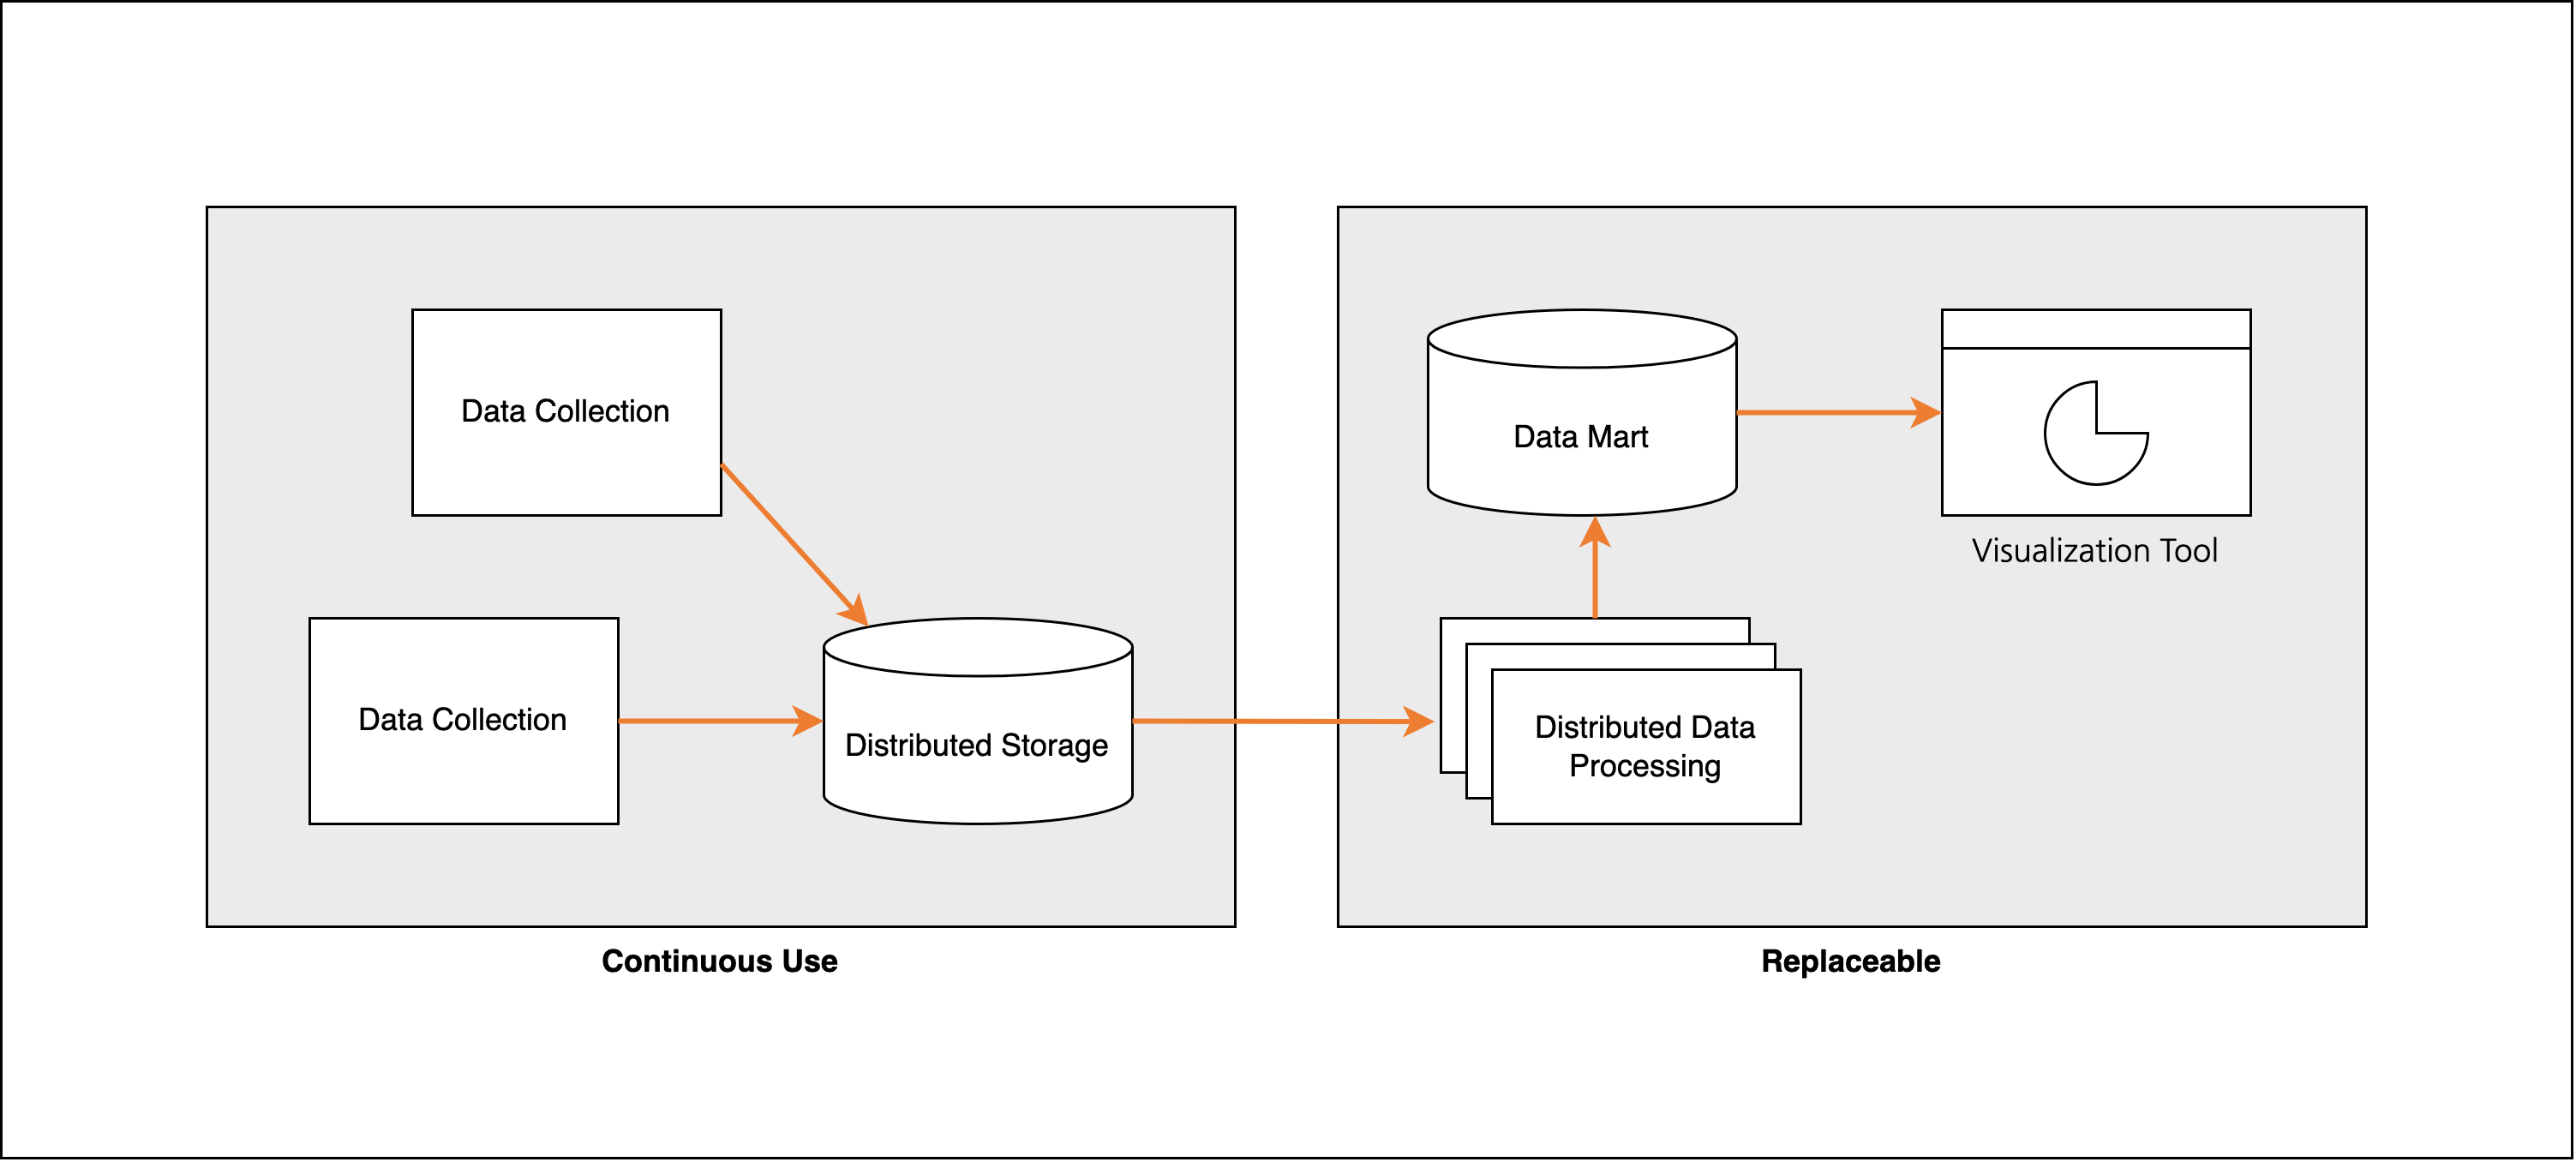 Data Collection
Data Collection
Distributed Storage
Continuous Use
Data Mart
Visualization Tool
Distributed Data
Processing
Replaceable